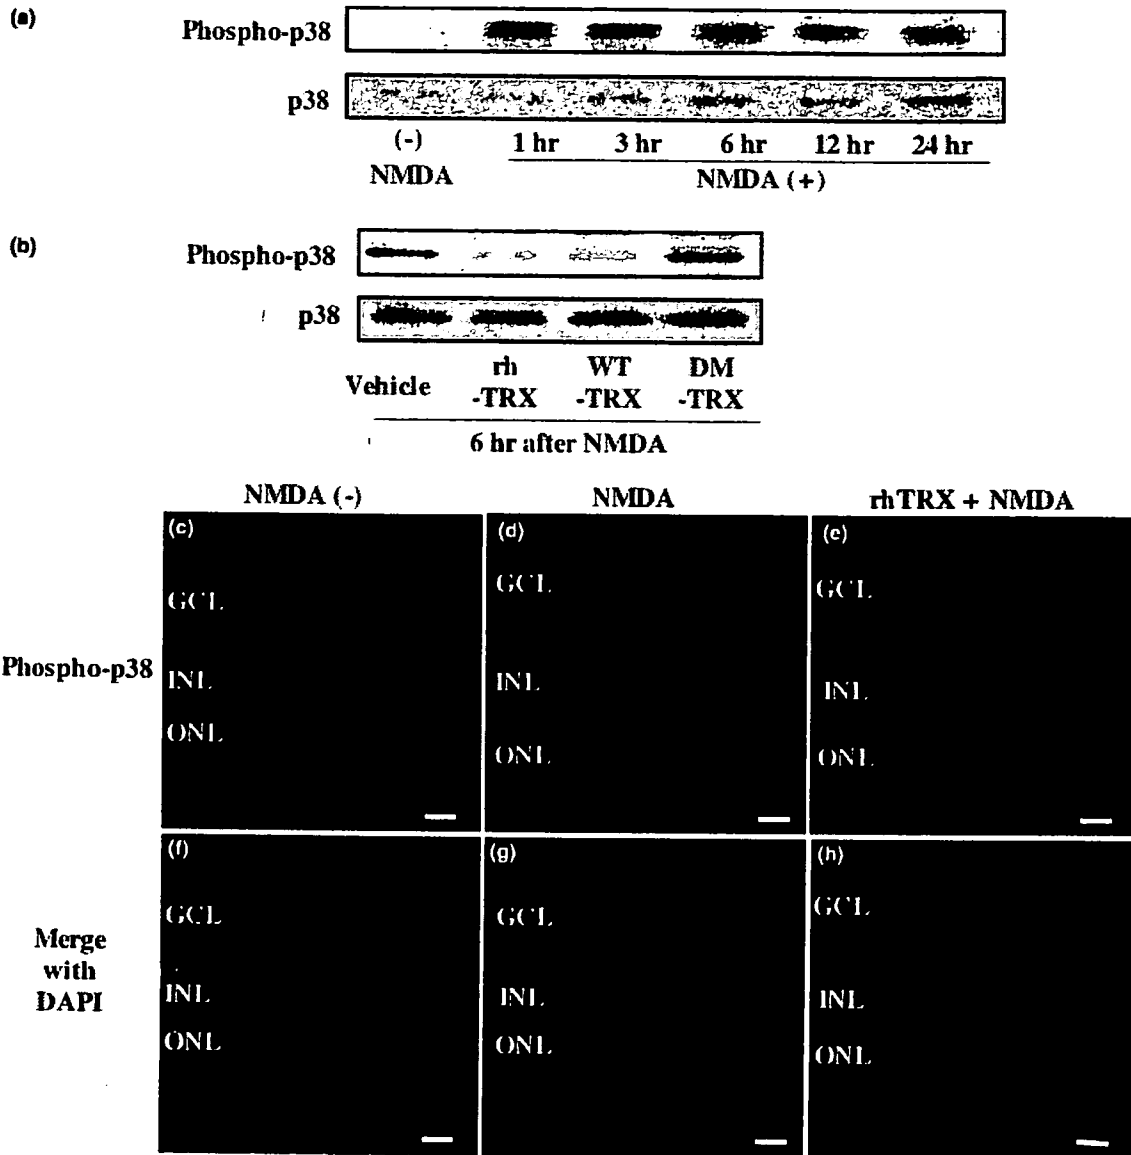 (a)
Phospho-p38
p38
(-) 1 hr 3 hr 6 hr 12 hr 24 hr
NMDA NMDA (+)
(b)
Phospho-p38
p38
Vehicle rh -TRX WT -TRX DM -TRX
6 hr after NMDA
NMDA (-) NMDA rhTRX + NMDA
Phospho-p38
(c)
GCL
INL
ONL
(d)
GCL
INL
ONL
(e)
GCL
INL
ONL
Merge
with
DAPI
(f)
GCL
INL
ONL
(g)
GCL
INL
ONL
(h)
GCL
INL
ONL